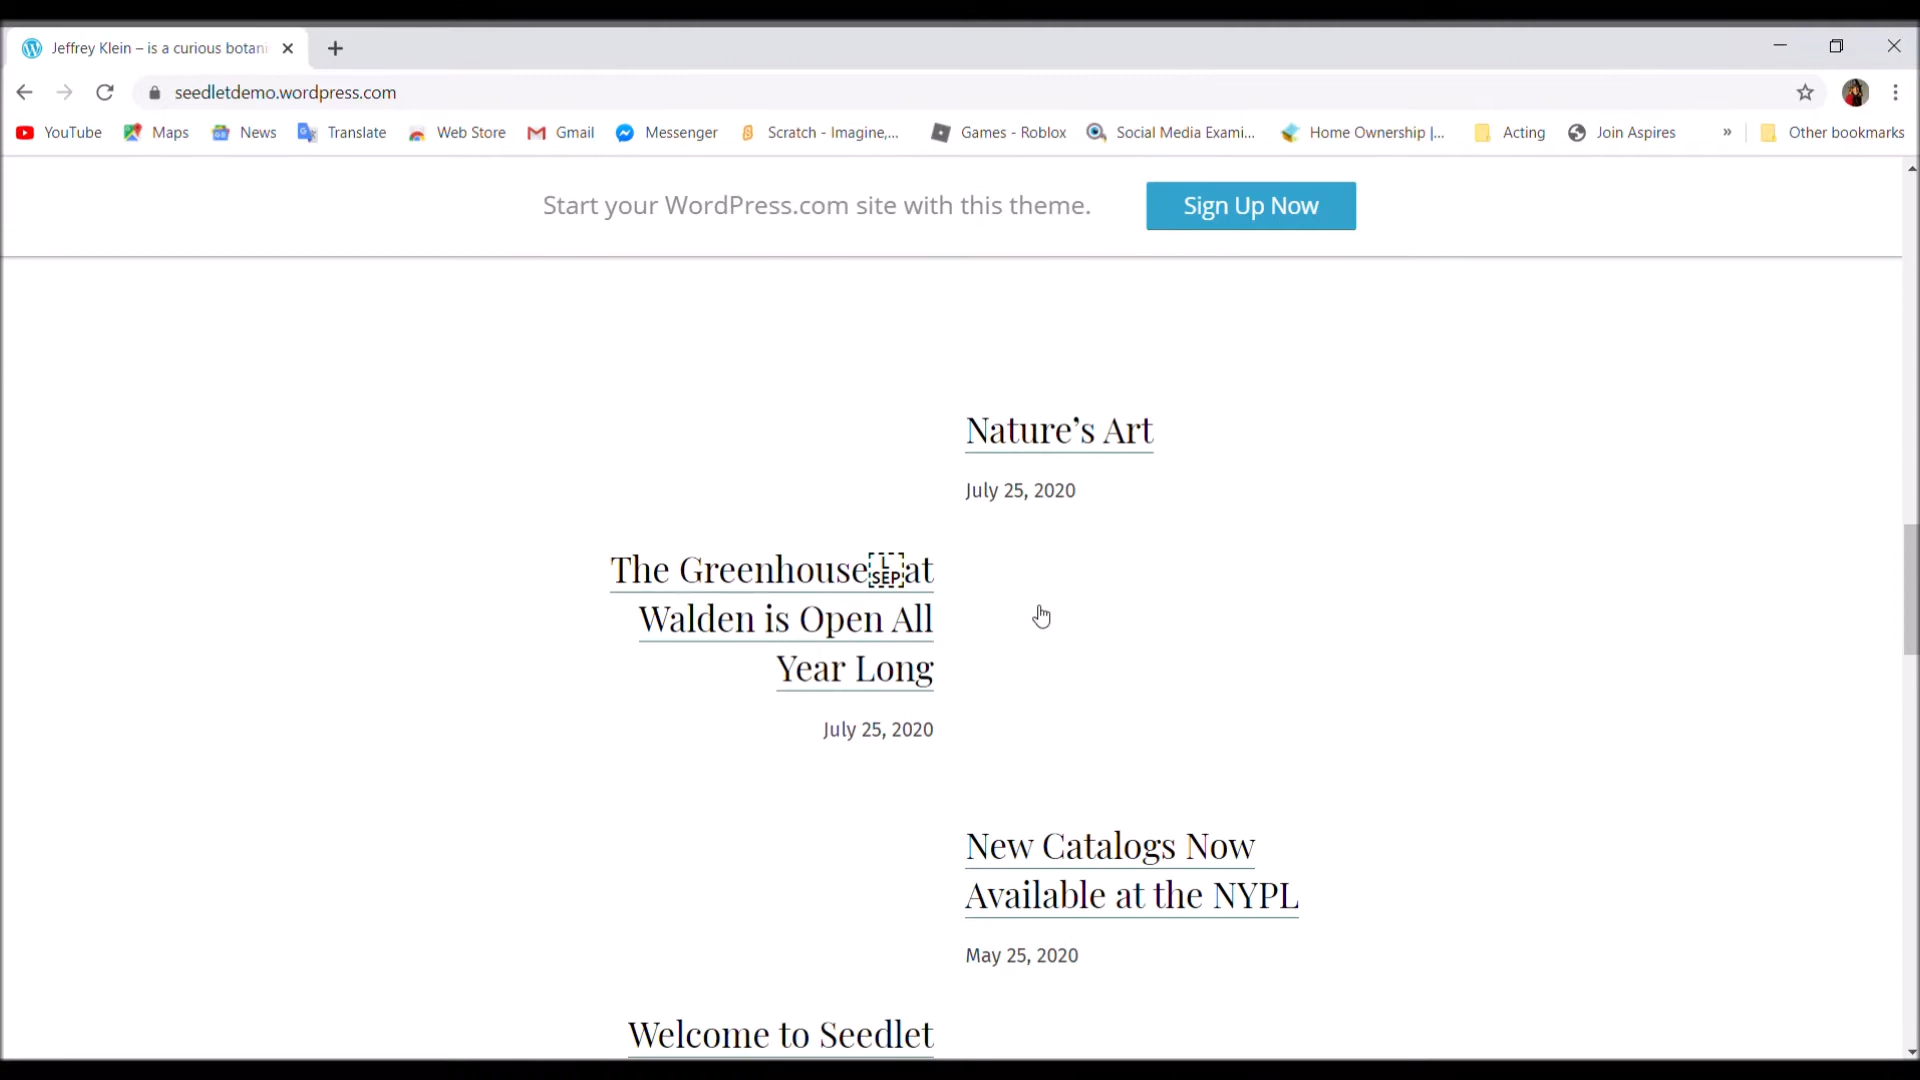 Jeffrey Klein – is a curious botani
seedletdemo.wordpress.com
YouTube Maps News Translate Web Store Gmail Messenger Scratch - Imagine,... Games - Roblox Social Media Exami... Home Ownership |... Acting Join Aspires » Other bookmarks
Start your WordPress.com site with this theme. Sign Up Now
Nature’s Art
July 25, 2020
The Greenhouse L SEP at
Walden is Open All
Year Long
July 25, 2020
New Catalogs Now
Available at the NYPL
May 25, 2020
Welcome to Seedlet